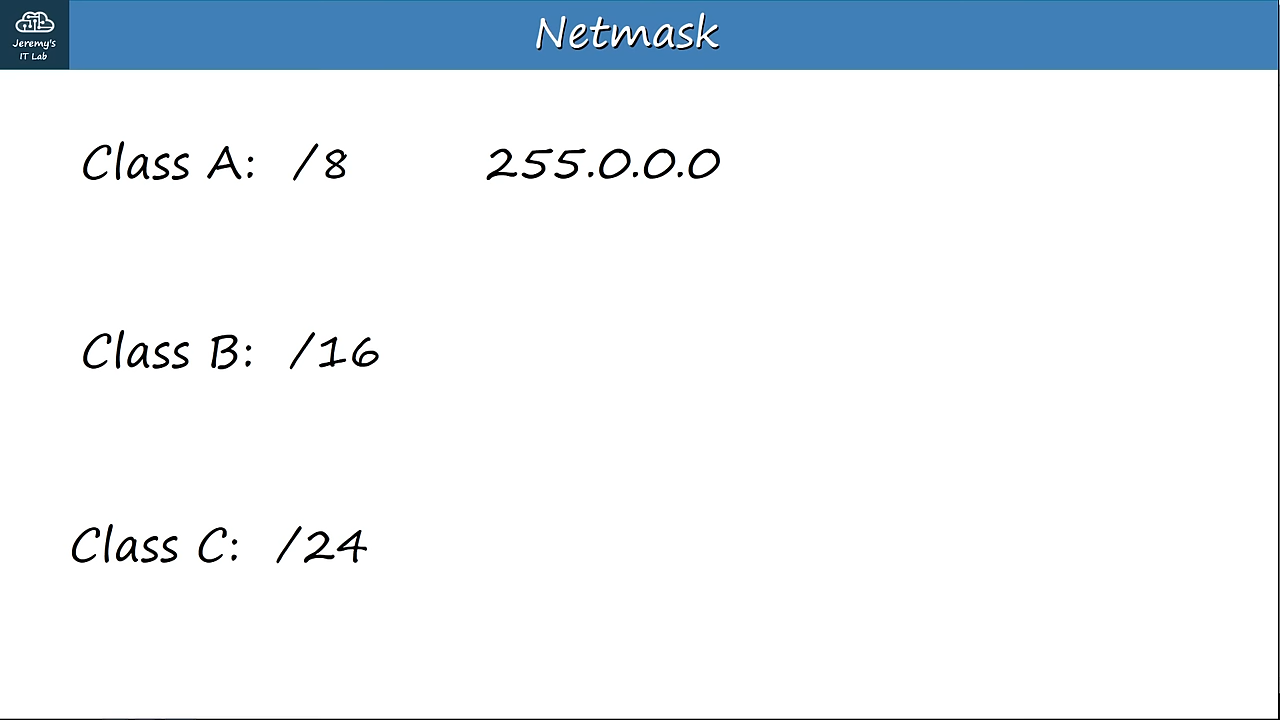 Jeremy's
IT Lab
Netmask
Class A: /8 255.0.0.0
Class B: /16
Class C: /24